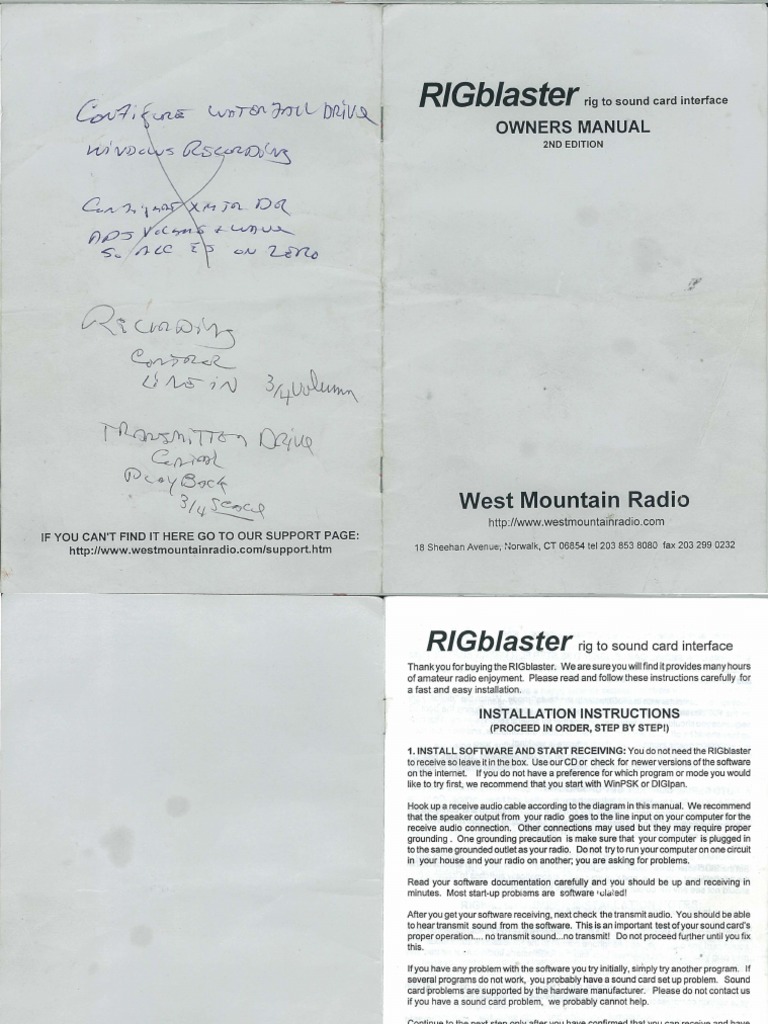 CONFIGURE WATERFALL DRIVE
WINDOWS RECORDING
CONFIGURE XMTR DR
ADJ VOLUME + WAVE
SO ALC IS ON ZERO
RECORDING
CONTROL
LINE IN 3/4 Volumn
TRANSMITTER DRIVE
CONTROL
PLAY BACK
3/4 SCALE
IF YOU CAN'T FIND IT HERE GO TO OUR SUPPORT PAGE:
http://www.westmountainradio.com/support.htm
RIGblaster rig to sound card interface
OWNERS MANUAL
2ND EDITION
West Mountain Radio
http://www.westmountainradio.com
18 Sheehan Avenue, Norwalk, CT 06854 tel 203 853 8080 fax 203 299 0232
RIGblaster rig to sound card interface
Thank you for buying the RIGblaster. We are sure you will find it provides many hours
of amateur radio enjoyment. Please read and follow these instructions carefully for
a fast and easy installation.
INSTALLATION INSTRUCTIONS
(PROCEED IN ORDER, STEP BY STEP!)
1. INSTALL SOFTWARE AND START RECEIVING: You do not need the RIGblaster
to receive so leave it in the box. Use our CD or check for newer versions of the software
on the internet. If you do not have a preference for which program or mode you would
like to try first, we recommend that you start with WinPSK or DIGIpan.
Hook up a receive audio cable according to the diagram in this manual. We recommend
that the speaker output from your radio goes to the line input on your computer for the
receive audio connection. Other connections may used but they may require proper
grounding . One grounding precaution is make sure that your computer is plugged in
to the same grounded outlet as your radio. Do not try to run your computer on one circuit
in your house and your radio on another; you are asking for problems.
Read your software documentation carefully and you should be up and receiving in
minutes. Most start-up problems are software related!
After you get your software receiving, next check the transmit audio. You should be able
to hear transmit sound from the software. This is an important test of your sound card's
proper operation.... no transmit sound...no transmit! Do not proceed further until you fix
this.
If you have any problem with the software you try initially, simply try another program. If
several programs do not work, you probably have a sound card set up problem. Sound
card problems are supported by the hardware manufacturer. Please do not contact us
if you have a sound card problem, we probably cannot help.
Continue to the next step only after you have confirmed that you can receive and have